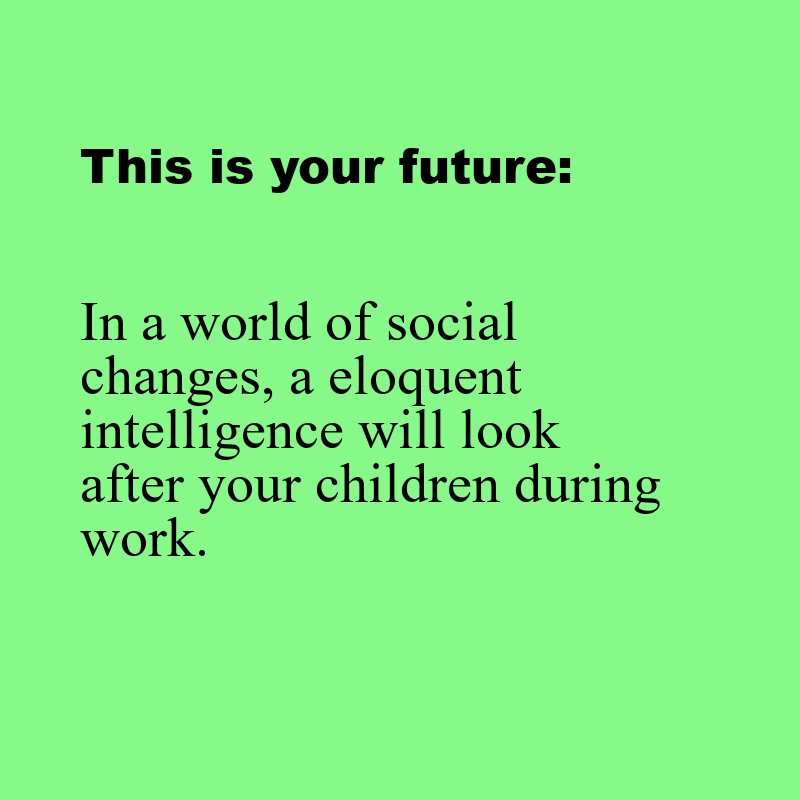 This is your future:
In a world of social
changes, a eloquent
intelligence will look
after your children during
work.